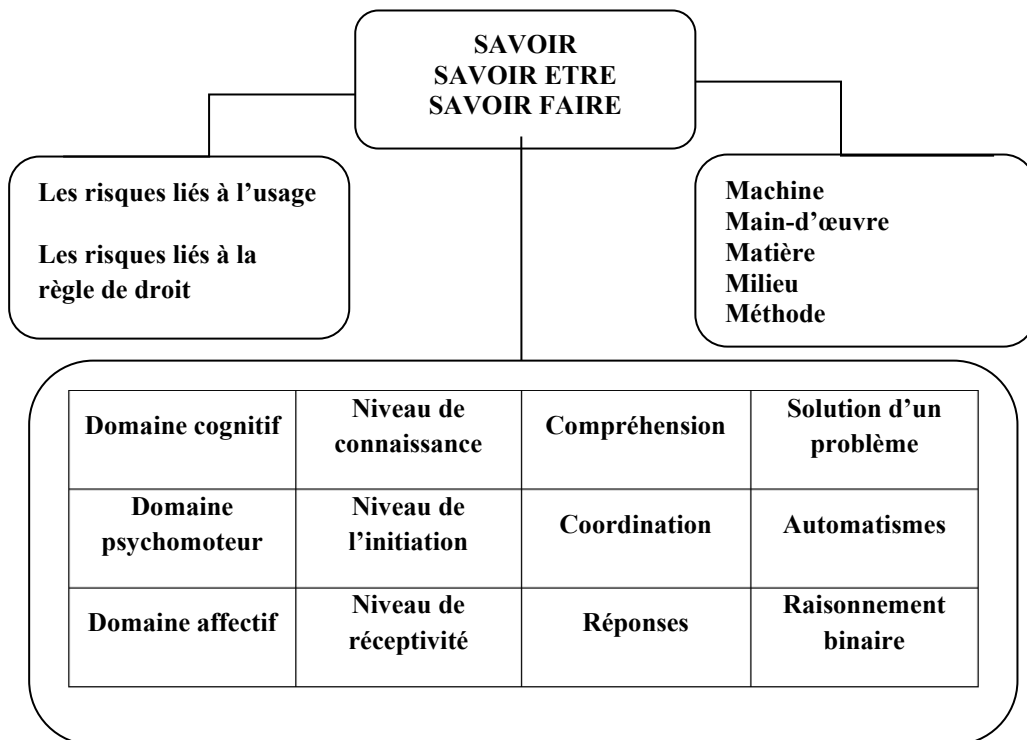 SAVOIR
SAVOIR ETRE
SAVOIR FAIRE
Les risques liés à l’usage
Les risques liés à la
règle de droit
Machine
Main-d’œuvre
Matière
Milieu
Méthode
Domaine cognitif
Niveau de
connaissance
Compréhension
Solution d’un
problème
Domaine
psychomoteur
Niveau de
l’initiation
Coordination
Automatismes
Domaine affectif
Niveau de
réceptivité
Réponses
Raisonnement
binaire